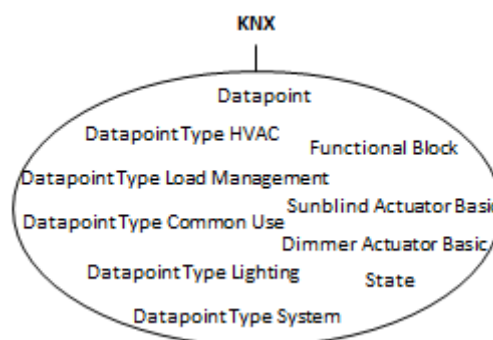 KNX
Datapoint
Datapoint Type HVAC
Functional Block
Datapoint Type Load Management
Sunblind Actuator Basic
Datapoint Type Common Use
Dimmer Actuator Basic
Datapoint Type Lighting
State
Datapoint Type System